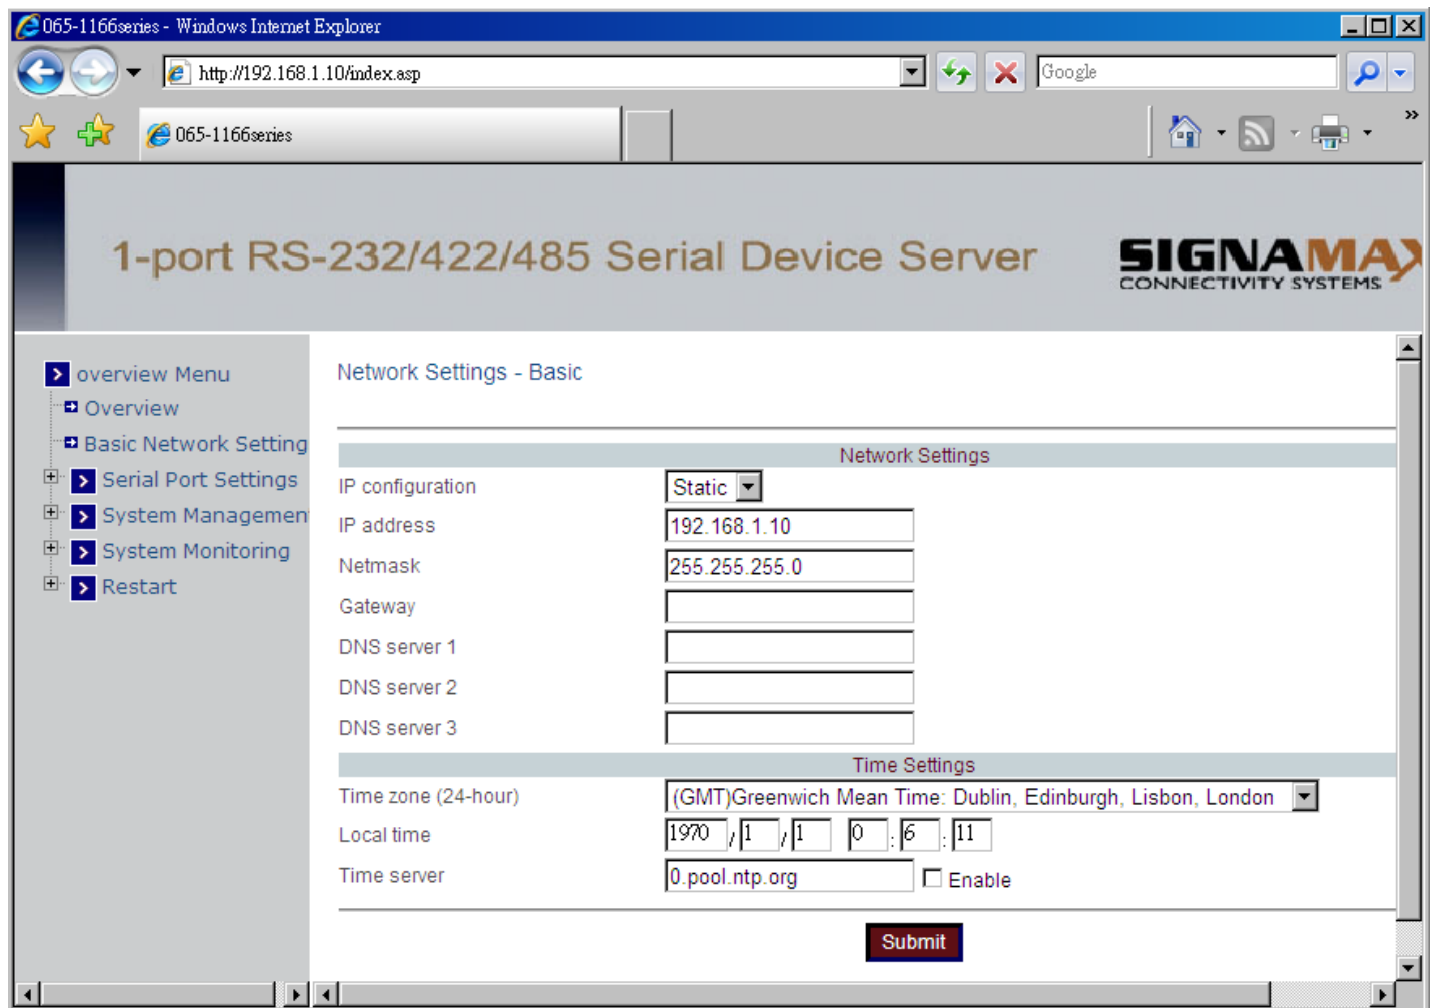 065-1166series - Windows Internet Explorer
http://192.168.1.10/index.asp
Google
065-1166series
»
1-port RS-232/422/485 Serial Device Server
SIGNAMAX
CONNECTIVITY SYSTEMS
overview Menu
Overview
Basic Network Setting
Serial Port Settings
System Managemen
System Monitoring
Restart
Network Settings - Basic
Network Settings
IP configuration Static
IP address 192.168.1.10
Netmask 255.255.255.0
Gateway
DNS server 1
DNS server 2
DNS server 3
Time Settings
Time zone (24-hour) (GMT)Greenwich Mean Time: Dublin, Edinburgh, Lisbon, London
Local time 1970 / 1 / 1 0 : 6 : 11
Time server 0.pool.ntp.org Enable
Submit